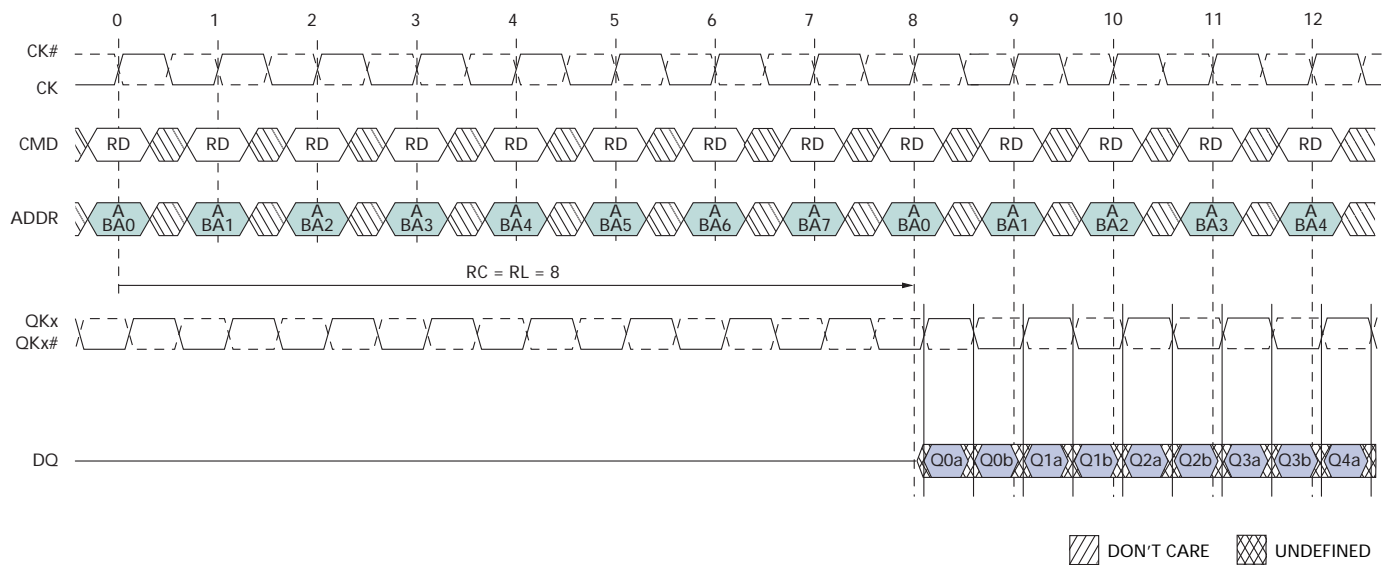 0 1 2 3 4 5 6 7 8 9 10 11 12
CK#
CK
CMD RD RD RD RD RD RD RD RD RD RD RD RD RD
ADDR
A A A A A A A A A A A A A
BA0 BA1 BA2 BA3 BA4 BA5 BA6 BA7 BA0 BA1 BA2 BA3 BA4
RC = RL = 8
QKx
QKx#
DQ Q0a Q0b Q1a Q1b Q2a Q2b Q3a Q3b Q4a
DON'T CARE UNDEFINED